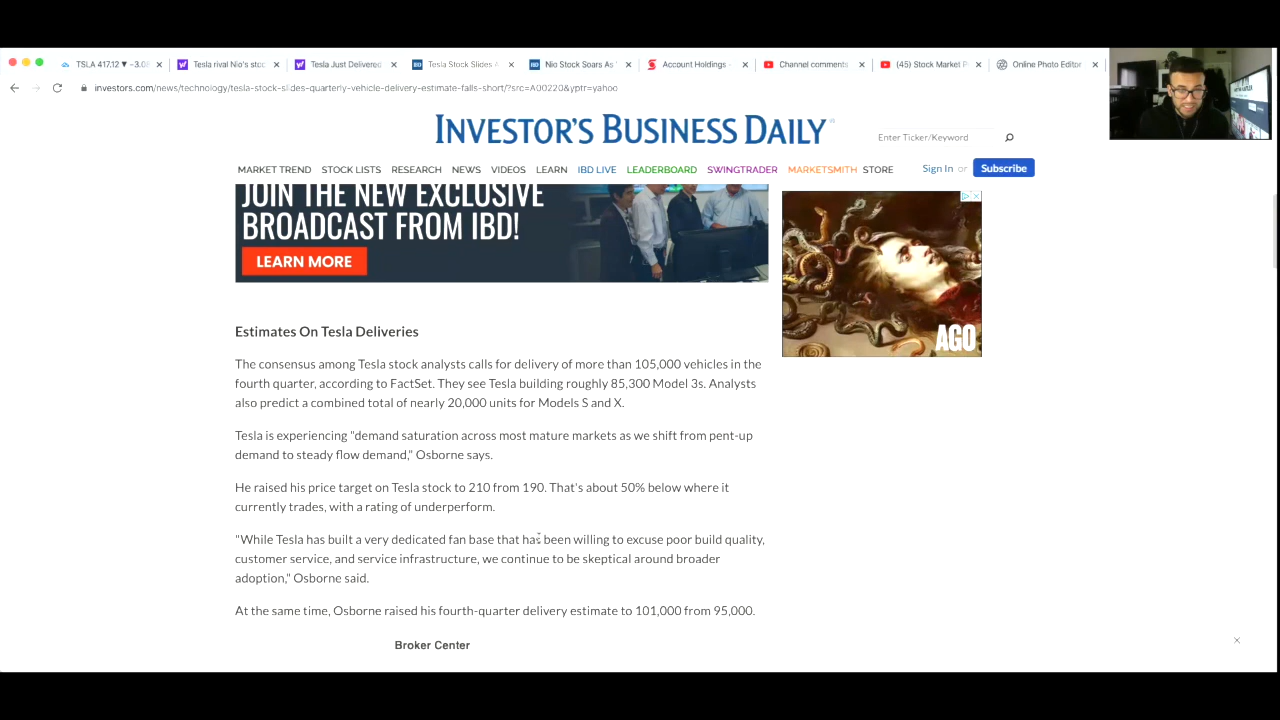 TSLA 417.12 ▼ -3.0
Tesla rival Nio's stoc
Tesla Just Delivered
Tesla Stock Slides A
Nio Stock Soars As
Account Holdings -
Channel comments
(45) Stock Market P
Online Photo Editor
investors.com/news/technology/tesla-stock-slides-quarterly-vehicle-delivery-estimate-falls-short/?src=A00220&yptr=yahoo
INVESTOR'S BUSINESS DAILY
Enter Ticker/Keyword
MARKET TREND STOCK LISTS RESEARCH NEWS VIDEOS LEARN IBD LIVE LEADERBOARD SWINGTRADER MARKETSMITH STORE
Sign In or Subscribe
JOIN THE NEW EXCLUSIVE
BROADCAST FROM IBD!
LEARN MORE
AGO
Estimates On Tesla Deliveries
The consensus among Tesla stock analysts calls for delivery of more than 105,000 vehicles in the
fourth quarter, according to FactSet. They see Tesla building roughly 85,300 Model 3s. Analysts
also predict a combined total of nearly 20,000 units for Models S and X.
Tesla is experiencing "demand saturation across most mature markets as we shift from pent-up
demand to steady flow demand," Osborne says.
He raised his price target on Tesla stock to 210 from 190. That's about 50% below where it
currently trades, with a rating of underperform.
"While Tesla has built a very dedicated fan base that has been willing to excuse poor build quality,
customer service, and service infrastructure, we continue to be skeptical around broader
adoption," Osborne said.
At the same time, Osborne raised his fourth-quarter delivery estimate to 101,000 from 95,000.
Broker Center